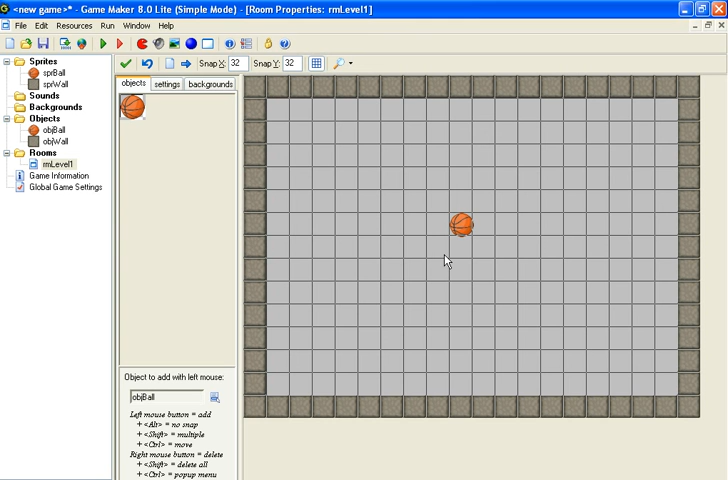 <new game>* - Game Maker 8.0 Lite (Simple Mode) - [Room Properties: rmLevel1]
File Edit Resources Run Window Help
Snap X: 32 Snap Y: 32
Sprites
sprBall
sprWall
Sounds
Backgrounds
Objects
objBall
objWall
Rooms
rmLevel1
Game Information
Global Game Settings
objects settings backgrounds
Object to add with left mouse:
objBall
Left mouse button = add
+ <Alt> = no snap
+ <Shift> = multiple
+ <Ctrl> = move
Right mouse button = delete
+ <Shift> = delete all
+ <Ctrl> = popup menu